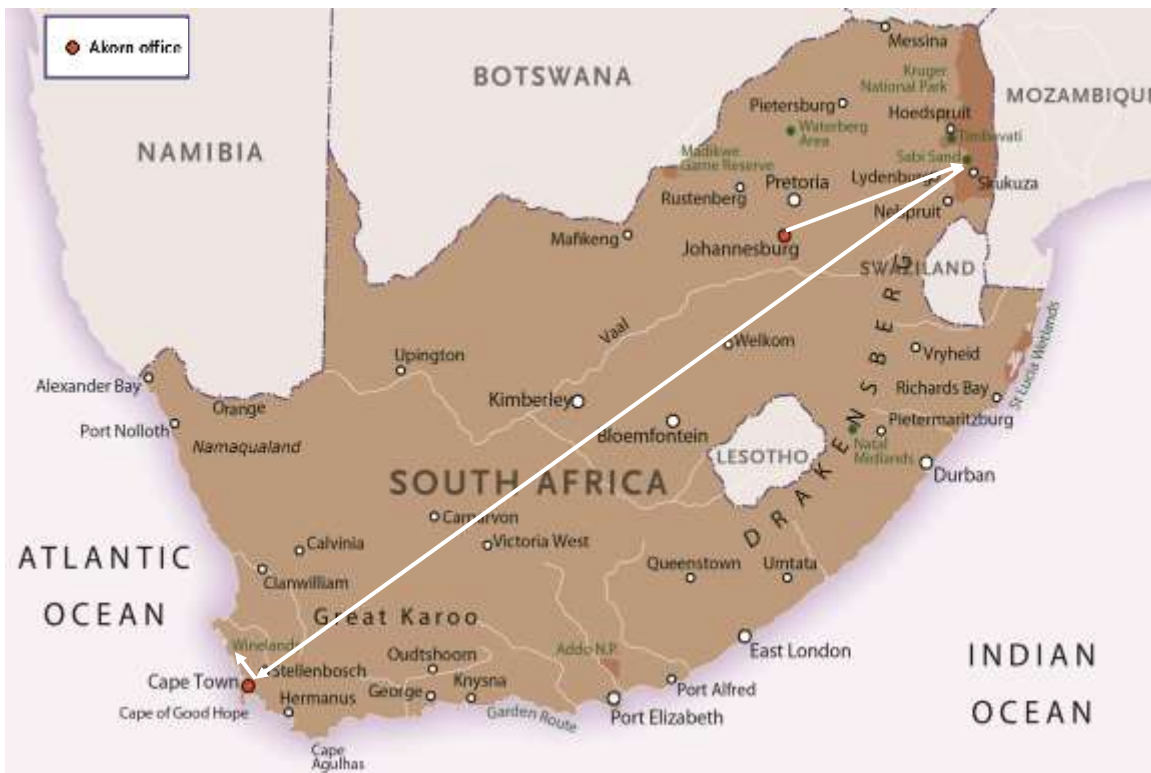 Akorn office
Messina
Kruger
National Park
BOTSWANA
MOZAMBIQUE
Pietersburg
Hoedspruit
Waterberg
Area
Timbavati
NAMIBIA
Madikwe
Game Reserve
Sabi Sand
Lydenburg
Skukuza
Pretoria
Rustenberg
Nelspruit
Mafikeng
Johannesburg
SWAZILAND
Vaal
Welkom
Vryheid
St Lucia Wetlands
Upington
Alexander Bay
Richards Bay
Orange
Kimberley
Port Nolloth
Namaqualand
Bloemfontein
Pietermaritzburg
Natal
Midlands
LESOTHO
DRAKENSBERG
SOUTH AFRICA
Durban
Camarvon
Calvinia
Victoria West
ATLANTIC
OCEAN
Clanwilliam
Queenstown
Umtata
Great Karoo
Winelands
Addo N.P.
East London
INDIAN
OCEAN
Stellenbosch
Oudtshoorn
Cape Town
Hermanus
George
Knysna
Port Alfred
Cape of Good Hope
Garden Route
Port Elizabeth
Cape
Agulhas